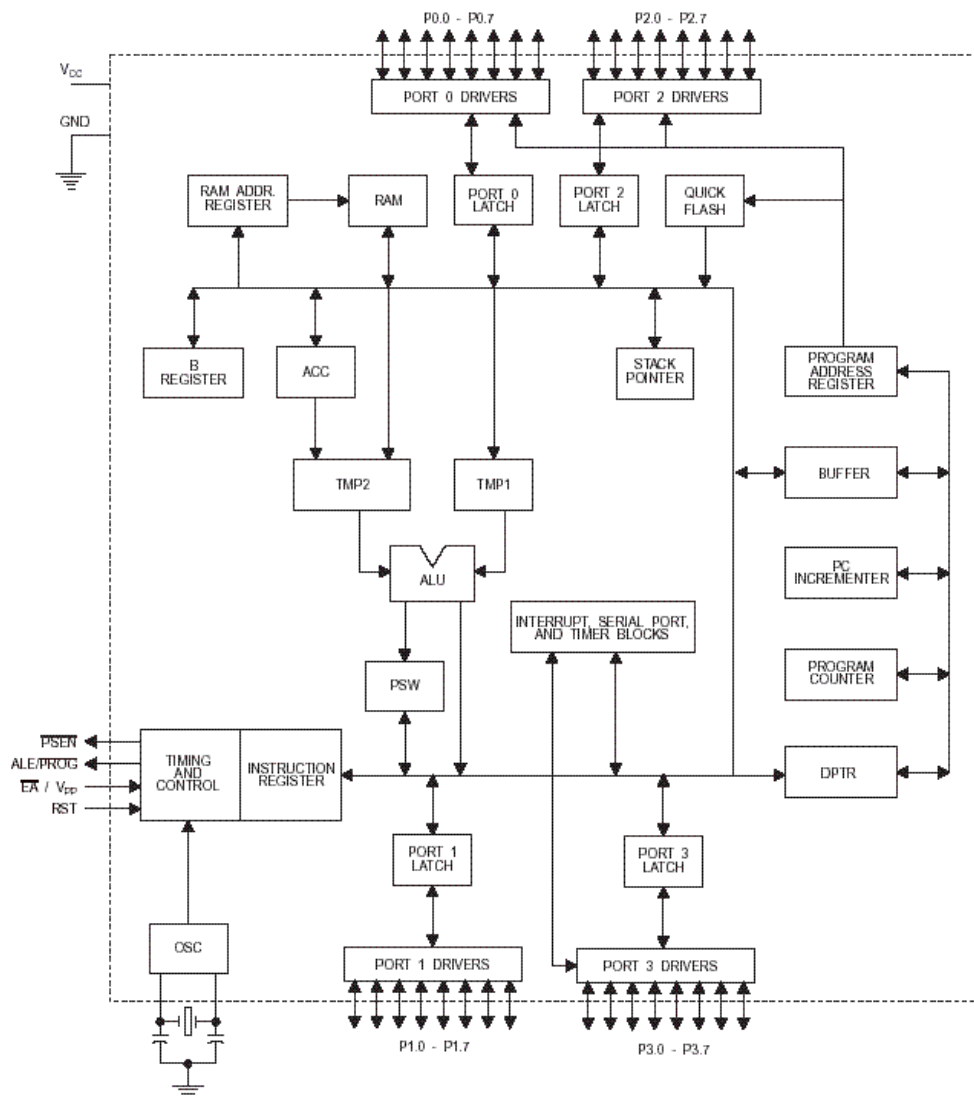 P0.0 - P0.7
P2.0 - P2.7
VCC
PORT 0 DRIVERS
PORT 2 DRIVERS
GND
RAM ADDR.
REGISTER
RAM
PORT 0
LATCH
PORT 2
LATCH
QUICK
FLASH
B
REGISTER
ACC
STACK
POINTER
PROGRAM
ADDRESS
REGISTER
TMP2
TMP1
BUFFER
ALU
PC
INCREMENTER
INTERRUPT, SERIAL PORT,
AND TIMER BLOCKS
PSW
PROGRAM
COUNTER
PSEN
ALE/PROG
EA / VPP
RST
TIMING
AND
CONTROL
INSTRUCTION
REGISTER
DPTR
PORT 1
LATCH
PORT 3
LATCH
OSC
PORT 1 DRIVERS
PORT 3 DRIVERS
P1.0 - P1.7
P3.0 - P3.7